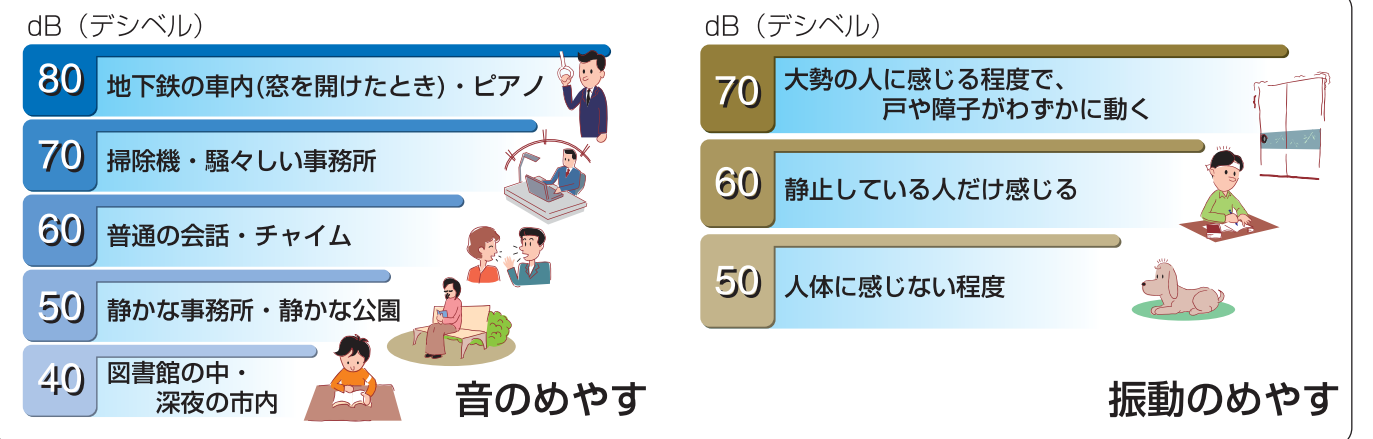 dB（デシベル）
80 地下鉄の車内(窓を開けたとき)・ピアノ
70 掃除機・騒々しい事務所
60 普通の会話・チャイム
50 静かな事務所・静かな公園
40 図書館の中・
深夜の市内
音のめやす
dB（デシベル）
70 大勢の人に感じる程度で、
戸や障子がわずかに動く
60 静止している人だけ感じる
50 人体に感じない程度
振動のめやす